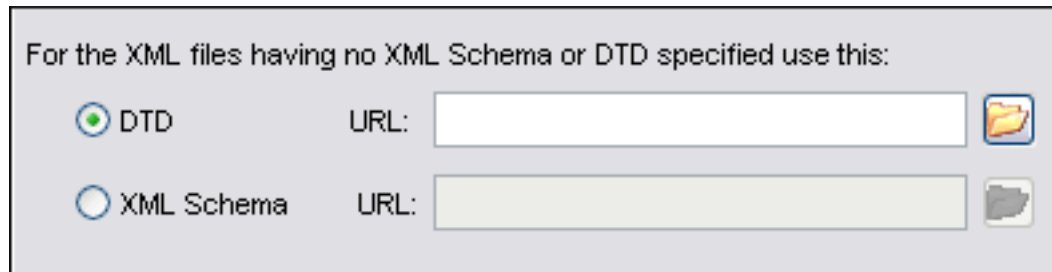 For the XML files having no XML Schema or DTD specified use this:
DTD URL:
XML Schema URL: